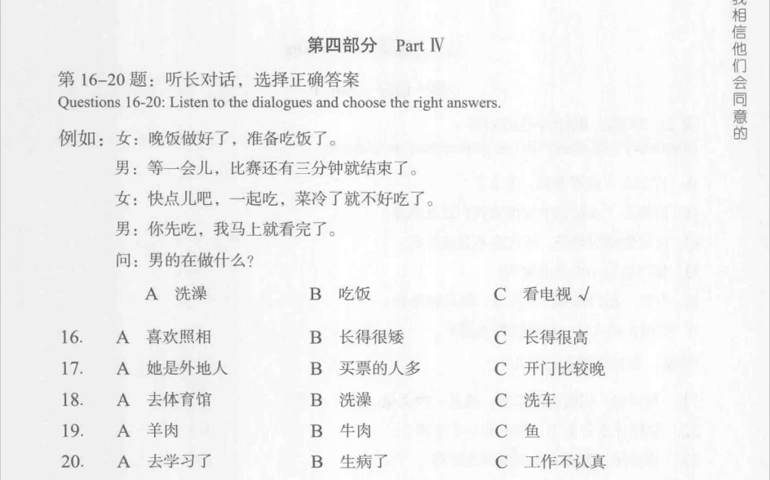 第四部分 Part Ⅳ
第 16-20 题：听长对话，选择正确答案
Questions 16-20: Listen to the dialogues and choose the right answers.
例如：女：晚饭做好了，准备吃饭了。
男：等一会儿，比赛还有三分钟就结束了。
女：快点儿吧，一起吃，菜冷了就不好吃了。
男：你先吃，我马上就看完了。
问：男的在做什么？
A 洗澡 B 吃饭 C 看电视 √
16. A 喜欢照相 B 长得很矮 C 长得很高
17. A 她是外地人 B 买票的人多 C 开门比较晚
18. A 去体育馆 B 洗澡 C 洗车
19. A 羊肉 B 牛肉 C 鱼
20. A 去学习了 B 生病了 C 工作不认真
我相信他们会同意的